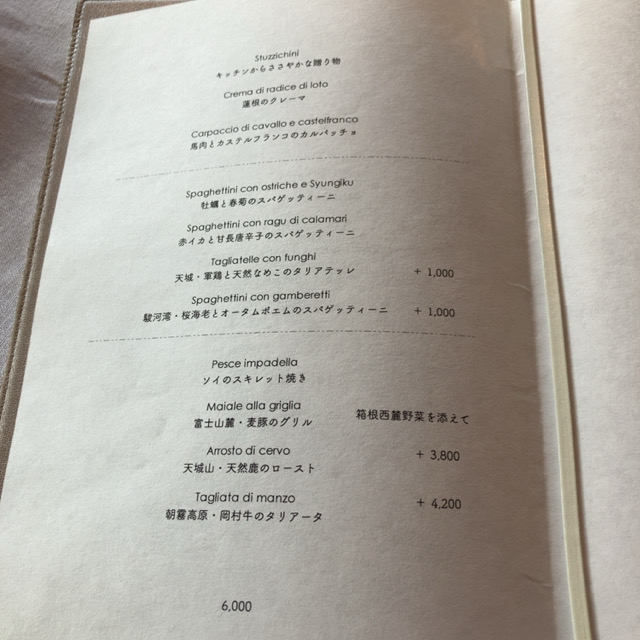 Stuzzichini
キッチンからささやかな贈り物
Crema di radice di loto
蓮根のクレーマ
Carpaccio di cavallo e castelfranco
馬肉とカステルフランコのカルパッチョ
Spaghettini con ostriche e Syungiku
牡蠣と春菊のスパゲッティーニ
Spaghettini con ragu di calamari
赤イカと甘長唐辛子のスパゲッティーニ
Tagliatelle con funghi
天城・軍鶏と天然なめこのタリアテッレ + 1,000
Spaghettini con gamberetti
駿河湾・桜海老とオータムポエムのスパゲッティーニ + 1,000
Pesce impadella
ソイのスキレット焼き
Maiale alla griglia
富士山麓・麦豚のグリル 箱根西麓野菜を添えて
Arrosto di cervo
天城山・天然鹿のロースト + 3,800
Tagliata di manzo
朝霧高原・岡村牛のタリアータ + 4,200
6,000